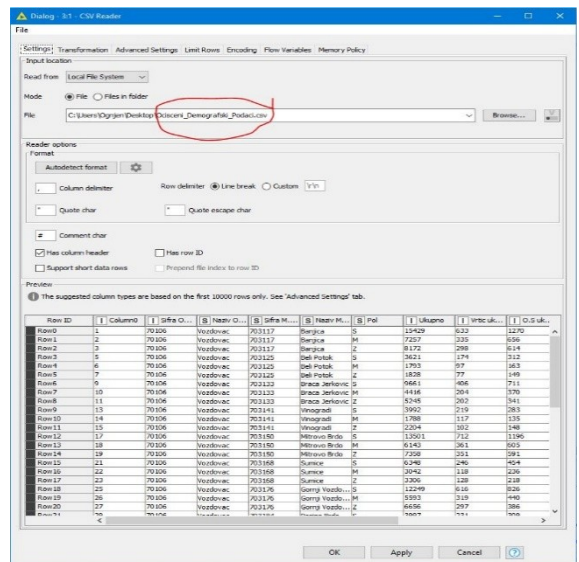 Dialog - 3:1 - CSV Reader
File
Settings Transformation Advanced Settings Limit Rows Encoding Flow Variables Memory Policy
Input location
Read from Local File System
Mode File Files in folder
File C:\Users\Ognjen\Desktop\Ocisceni_Demografski_Podaci.csv Browse...
Reader options
Format
Autodetect format
, Column delimiter Row delimiter Line break Custom \r\n
" Quote char " Quote escape char
# Comment char
Has column header Has row ID
Support short data rows Prepend file index to row ID
Preview
The suggested column types are based on the first 10000 rows only. See 'Advanced Settings' tab.
Row ID I Column0 I Sifra O... S Naziv O... S Sifra M... S Naziv M... S Pol I Ukupno I Vrtic uk... I O.S uk...
Row0 1 70106 Vozdovac 703117 Banjica S 15429 633 1270
Row1 2 70106 Vozdovac 703117 Banjica M 7257 335 656
Row2 3 70106 Vozdovac 703117 Banjica Z 8172 298 614
Row3 5 70106 Vozdovac 703125 Beli Potok S 3621 174 312
Row4 6 70106 Vozdovac 703125 Beli Potok M 1793 97 163
Row5 7 70106 Vozdovac 703125 Beli Potok Z 1828 77 149
Row6 9 70106 Vozdovac 703133 Braca Jerkovic S 9661 406 711
Row7 10 70106 Vozdovac 703133 Braca Jerkovic M 4416 204 370
Row8 11 70106 Vozdovac 703133 Braca Jerkovic Z 5245 202 341
Row9 13 70106 Vozdovac 703141 Vinogradi S 3992 219 283
Row10 14 70106 Vozdovac 703141 Vinogradi M 1788 117 135
Row11 15 70106 Vozdovac 703141 Vinogradi Z 2204 102 148
Row12 17 70106 Vozdovac 703150 Mitrovo Brdo S 13501 712 1196
Row13 18 70106 Vozdovac 703150 Mitrovo Brdo M 6143 361 605
Row14 19 70106 Vozdovac 703150 Mitrovo Brdo Z 7358 351 591
Row15 21 70106 Vozdovac 703168 Sumice S 6348 246 454
Row16 22 70106 Vozdovac 703168 Sumice M 3042 118 236
Row17 23 70106 Vozdovac 703168 Sumice Z 3306 128 218
Row18 25 70106 Vozdovac 703176 Gornji Vozdo... S 12249 616 826
Row19 26 70106 Vozdovac 703176 Gornji Vozdo... M 5593 319 440
Row20 27 70106 Vozdovac 703176 Gornji Vozdo... Z 6656 297 386
OK Apply Cancel ?